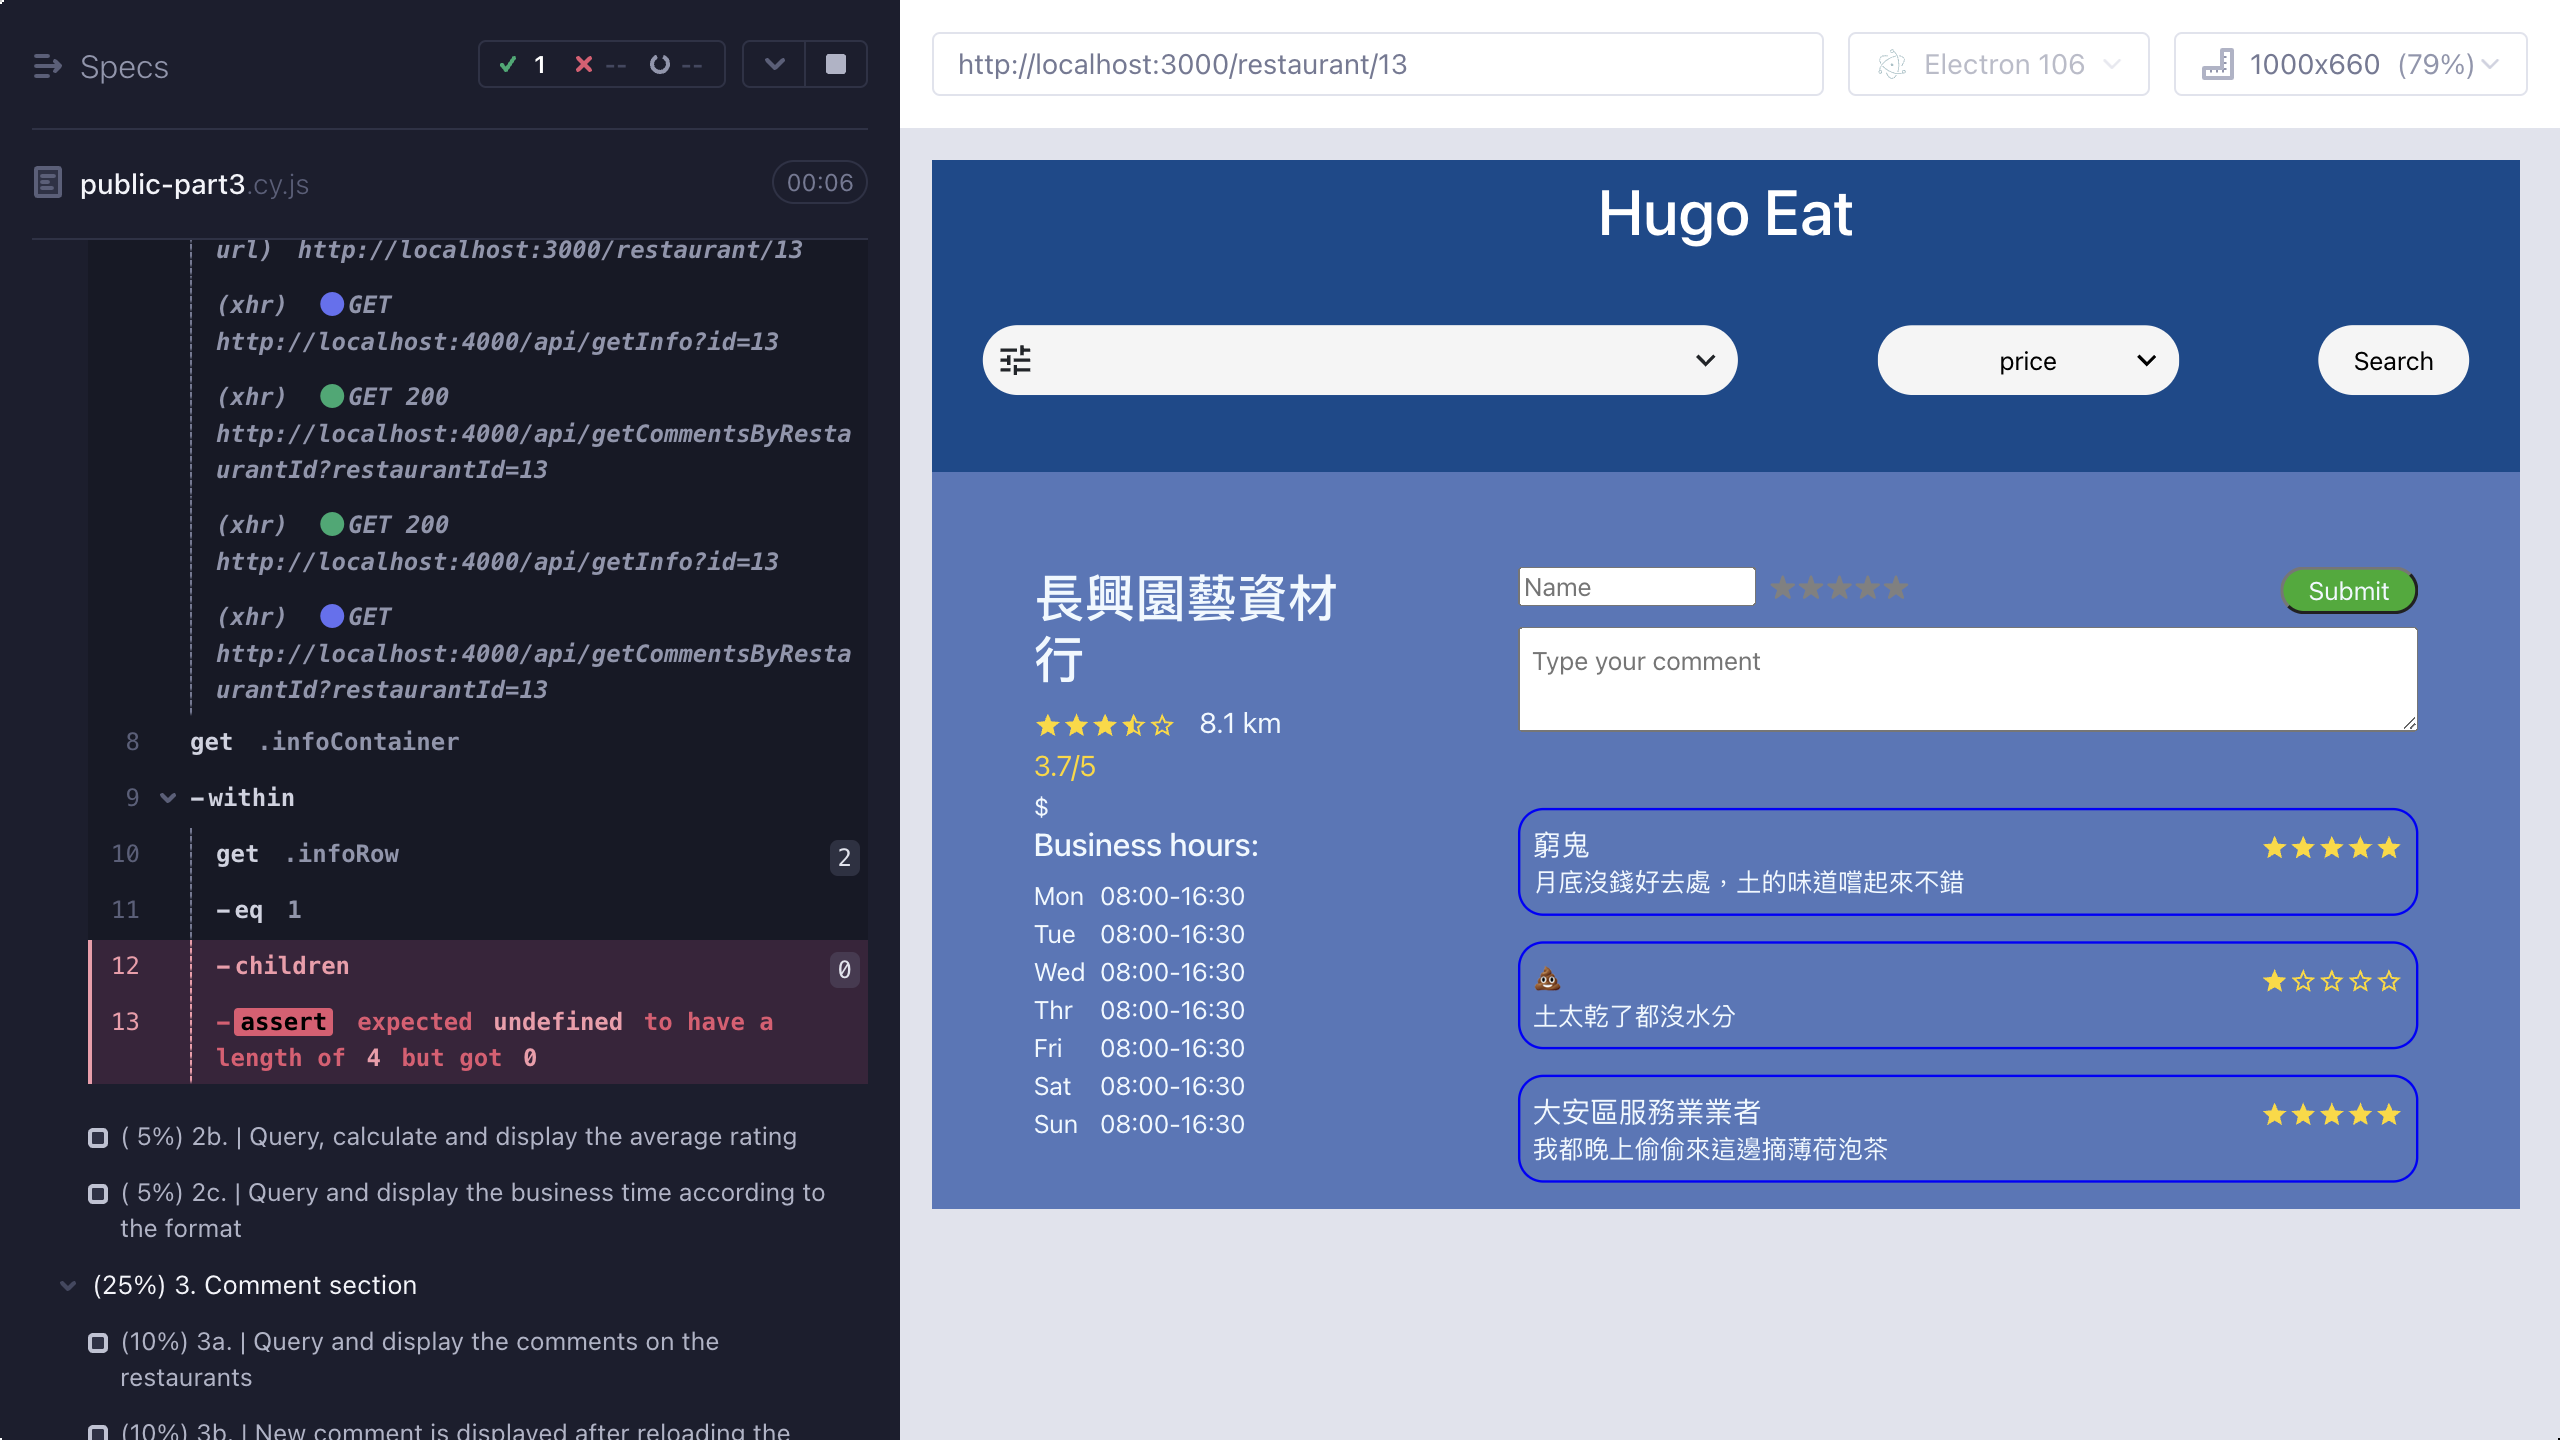 Specs
1 -- --
public-part3.cy.js
00:06
url) http://localhost:3000/restaurant/13
(xhr) GET
http://localhost:4000/api/getInfo?id=13
(xhr) GET 200
http://localhost:4000/api/getCommentsByResta
urantId?restaurantId=13
(xhr) GET 200
http://localhost:4000/api/getInfo?id=13
(xhr) GET
http://localhost:4000/api/getCommentsByResta
urantId?restaurantId=13
8 get .infoContainer
9 -within
10 get .infoRow 2
11 -eq 1
12 -children 0
13 -assert expected undefined to have a
length of 4 but got 0
( 5%) 2b. | Query, calculate and display the average rating
( 5%) 2c. | Query and display the business time according to
the format
(25%) 3. Comment section
(10%) 3a. | Query and display the comments on the
restaurants
(10%) 3b. | New comment is displayed after reloading the
http://localhost:3000/restaurant/13
Electron 106
1000x660 (79%)
Hugo Eat
price
Search
長興園藝資材
行
8.1 km
3.7/5
$
Business hours:
Mon 08:00-16:30
Tue 08:00-16:30
Wed 08:00-16:30
Thr 08:00-16:30
Fri 08:00-16:30
Sat 08:00-16:30
Sun 08:00-16:30
Name
Submit
Type your comment
窮鬼
月底沒錢好去處，土的味道嚐起來不錯
💩
土太乾了都沒水分
大安區服務業業者
我都晚上偷偷來這邊摘薄荷泡茶